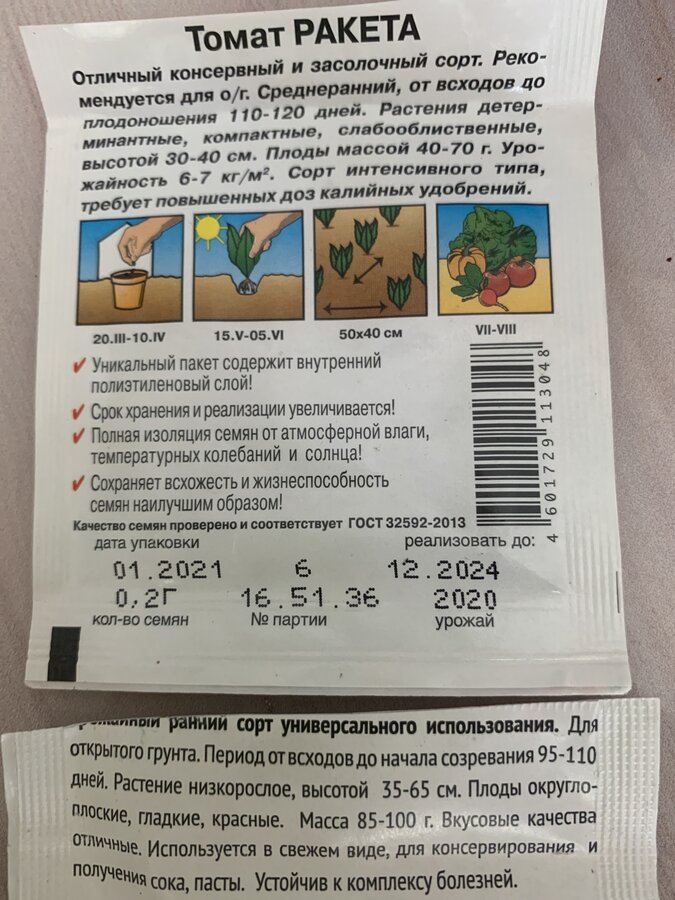 Томат РАКЕТА
Отличный консервный и засолочный сорт. Реко-
мендуется для о/г. Среднеранний, от всходов до
плодоношения 110-120 дней. Растения детер-
минантные, компактные, слабооблиственные,
высотой 30-40 см. Плоды массой 40-70 г. Уро-
жайность 6-7 кг/м². Сорт интенсивного типа,
требует повышенных доз калийных удобрений.
20.III-10.IV
15.V-05.VI
50x40 см
VII-VIII
✓ Уникальный пакет содержит внутренний
полиэтиленовый слой!
✓ Срок хранения и реализации увеличивается!
✓ Полная изоляция семян от атмосферной влаги,
температурных колебаний и солнца!
✓ Сохраняет всхожесть и жизнеспособность
семян наилучшим образом!
4 601729 113048
Качество семян проверено и соответствует ГОСТ 32592-2013
дата упаковки реализовать до:
01.2021 6 12.2024
0,2Г 16.51.36 2020
кол-во семян № партии урожай
ранний сорт универсального использования. Для
открытого грунта. Период от всходов до начала созревания 95-110
дней. Растение низкорослое, высотой 35-65 см. Плоды округло-
плоские, гладкие, красные. Масса 85-100 г. Вкусовые качества
отличные. Используется в свежем виде, для консервирования и
получения сока, пасты. Устойчив к комплексу болезней.